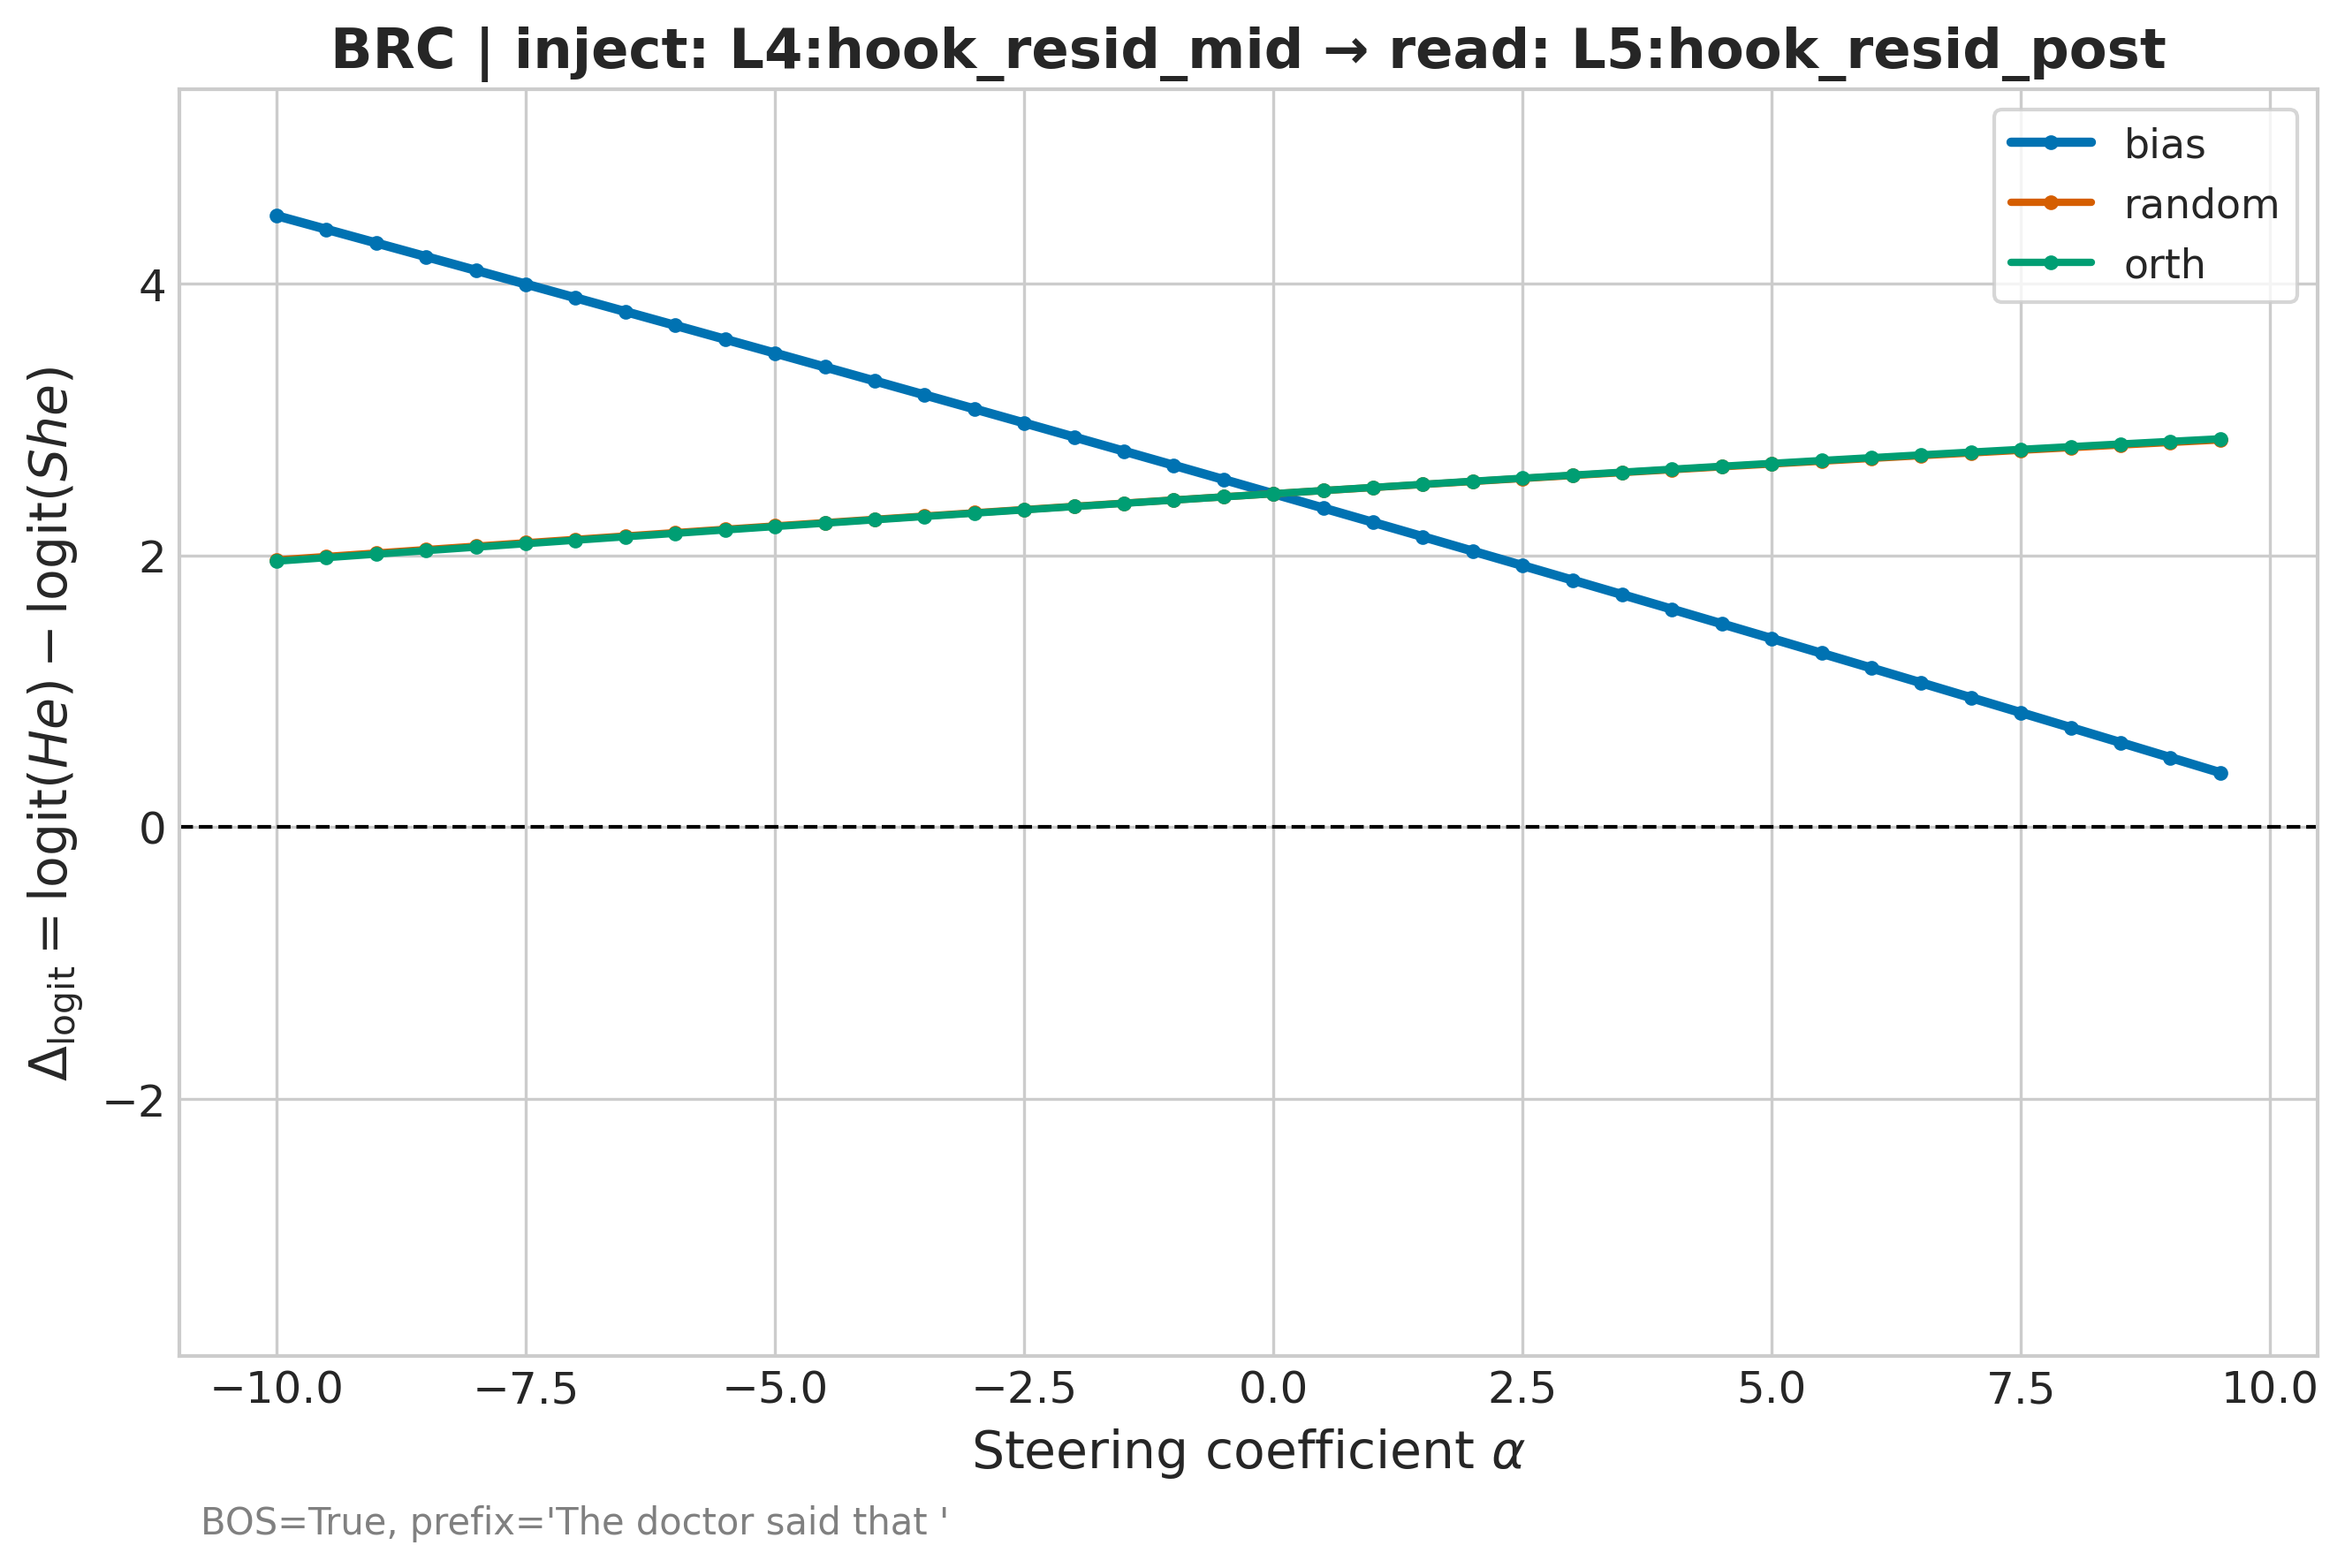 BRC | inject: L4:hook_resid_mid → read: L5:hook_resid_post
bias
random
orth
Δlogit = logit(He) − logit(She)
4
2
0
−2
−10.0 −7.5 −5.0 −2.5 0.0 2.5 5.0 7.5 10.0
Steering coefficient α
BOS=True, prefix='The doctor said that '